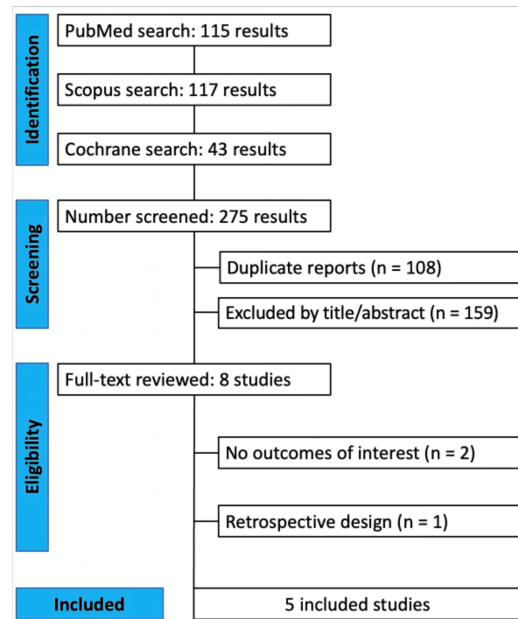 Identification
PubMed search: 115 results
Scopus search: 117 results
Cochrane search: 43 results
Screening
Number screened: 275 results
Duplicate reports (n = 108)
Excluded by title/abstract (n = 159)
Eligibility
Full-text reviewed: 8 studies
No outcomes of interest (n = 2)
Retrospective design (n = 1)
Included
5 included studies